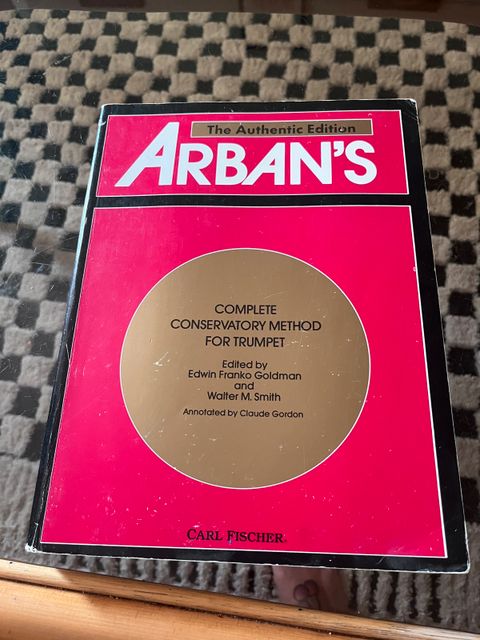 The Authentic Edition
ARBAN'S
COMPLETE
CONSERVATORY METHOD
FOR TRUMPET
Edited by
Edwin Franko Goldman
and
Walter M. Smith
Annotated by Claude Gordon
CARL FISCHER